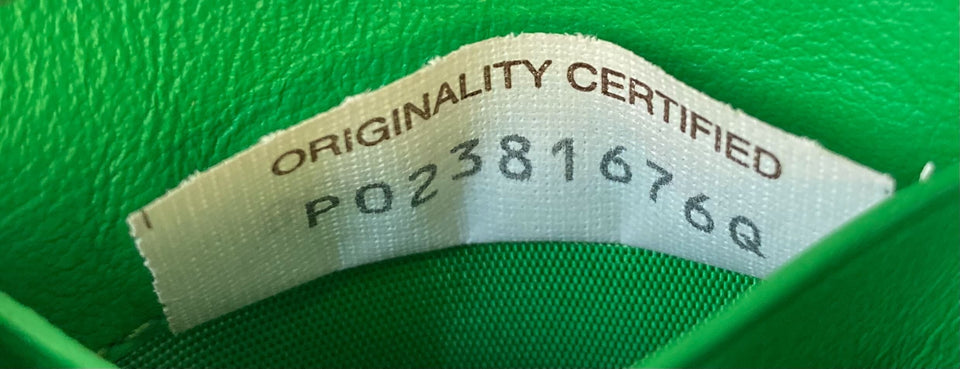 ORIGINALITY CERTIFIED
P02381676Q